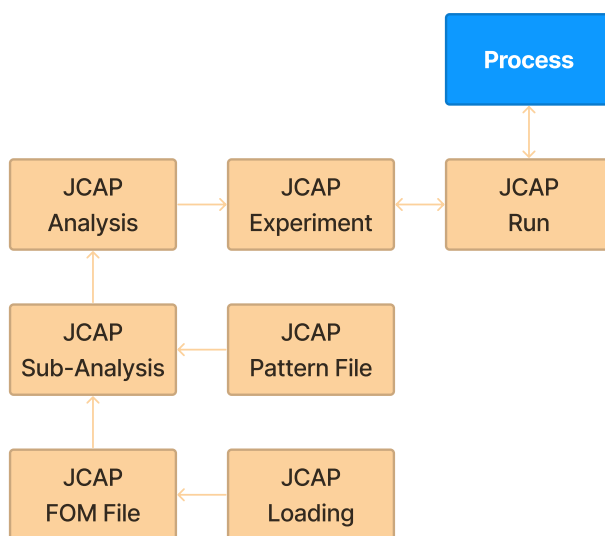 Process
JCAP
Analysis
JCAP
Experiment
JCAP
Run
JCAP
Sub-Analysis
JCAP
Pattern File
JCAP
FOM File
JCAP
Loading